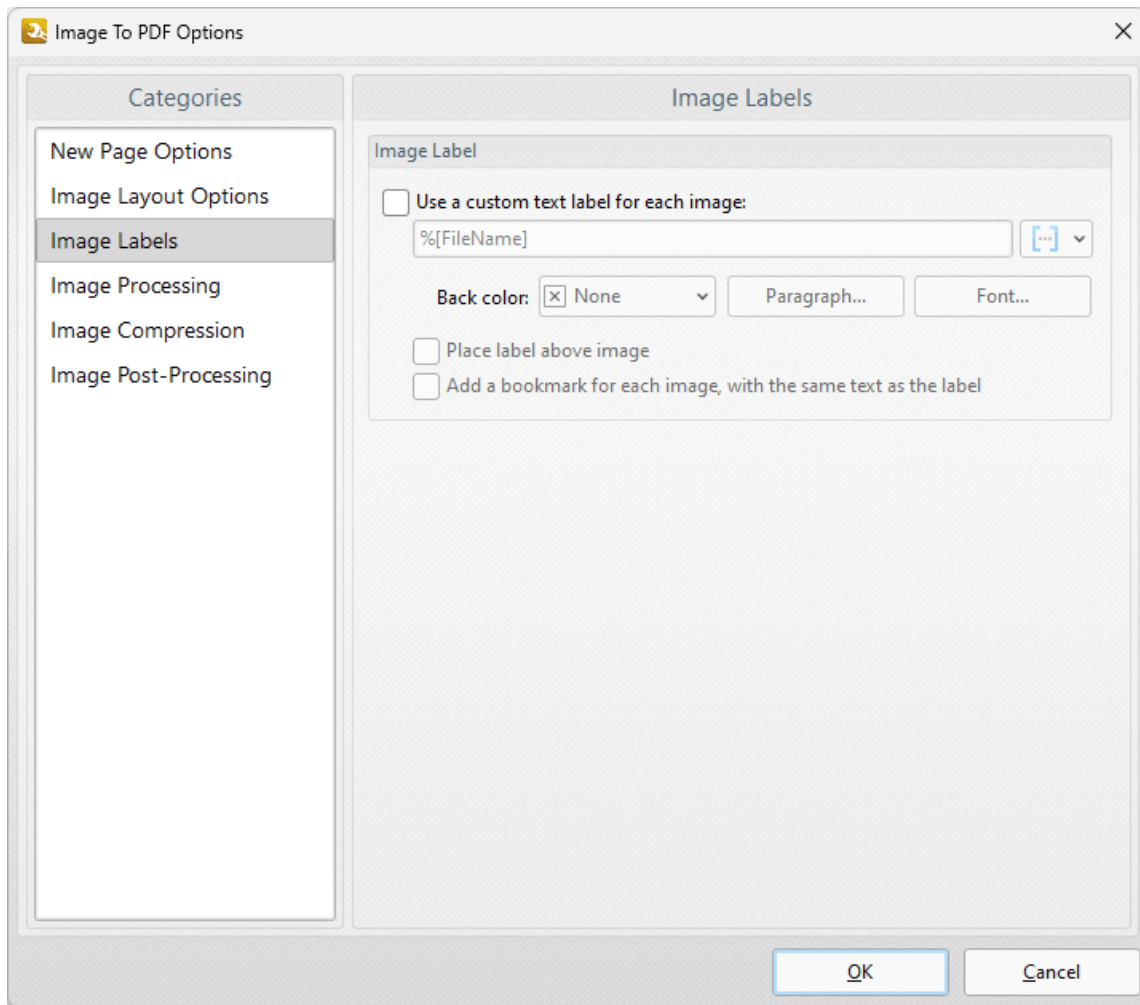 Image To PDF Options
Categories
New Page Options
Image Layout Options
Image Labels
Image Processing
Image Compression
Image Post-Processing
Image Labels
Image Label
Use a custom text label for each image:
%[FileName]
Back color: None Paragraph... Font...
Place label above image
Add a bookmark for each image, with the same text as the label
OK Cancel